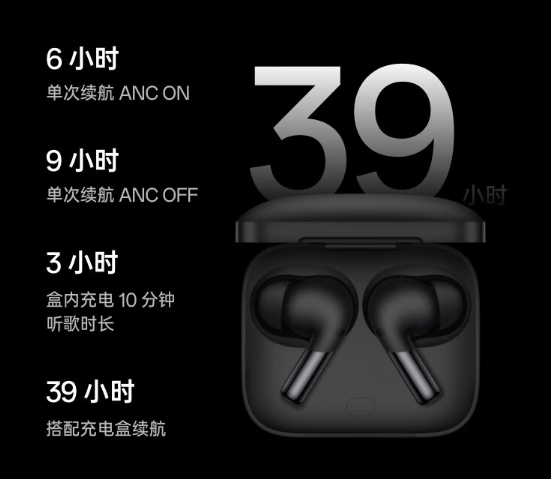 6 小时
单次续航 ANC ON
9 小时
单次续航 ANC OFF
3 小时
盒内充电 10 分钟
听歌时长
39 小时
搭配充电盒续航
39
小时